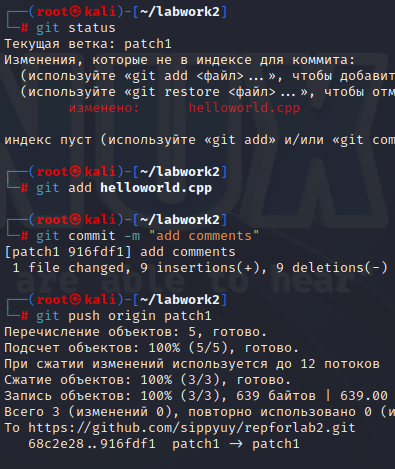 ┌──(root㉿kali)-[~/labwork2]
└─# git status
Текущая ветка: patch1
Изменения, которые не в индексе для коммита:
  (используйте «git add <файл>...», чтобы добавит
  (используйте «git restore <файл>...», чтобы отм
        изменено:      helloworld.cpp

индекс пуст (используйте «git add» и/или «git com

┌──(root㉿kali)-[~/labwork2]
└─# git add helloworld.cpp

┌──(root㉿kali)-[~/labwork2]
└─# git commit -m "add comments"
[patch1 916fdf1] add comments
 1 file changed, 9 insertions(+), 9 deletions(-)
are able to hear

┌──(root㉿kali)-[~/labwork2]
└─# git push origin patch1
Перечисление объектов: 5, готово.
Подсчет объектов: 100% (5/5), готово.
При сжатии изменений используется до 12 потоков
Сжатие объектов: 100% (3/3), готово.
Запись объектов: 100% (3/3), 639 байтов | 639.00
Всего 3 (изменений 0), повторно использовано 0 (и
To https://github.com/sippyuy/repforlab2.git
   68c2e28..916fdf1  patch1 -> patch1